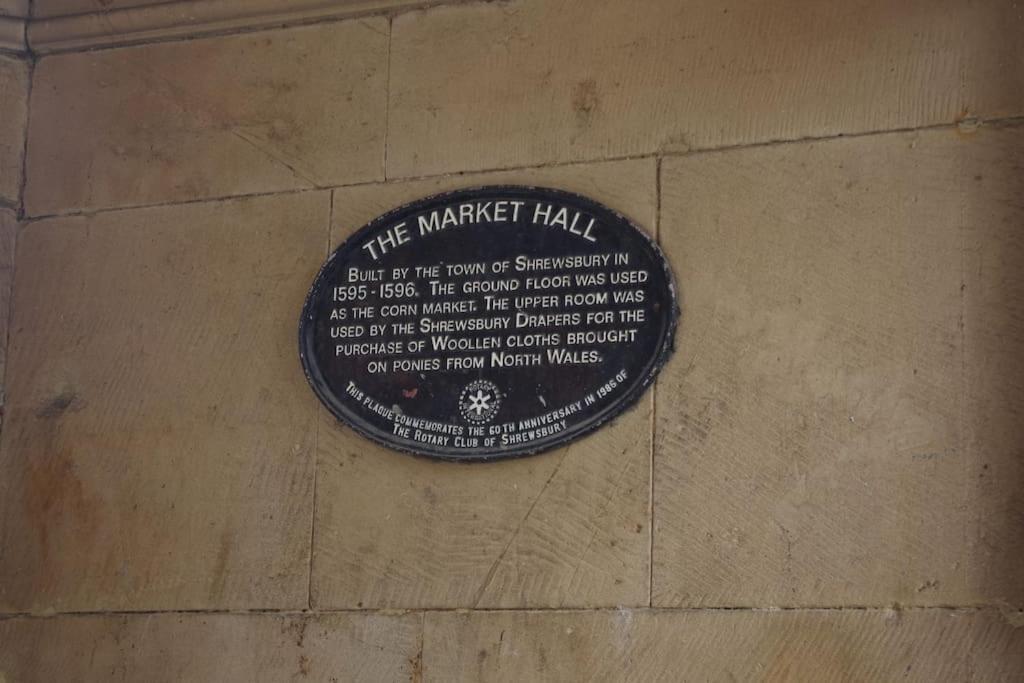 THE MARKET HALL
BUILT BY THE TOWN OF SHREWSBURY IN
1595-1596. THE GROUND FLOOR WAS USED
AS THE CORN MARKET. THE UPPER ROOM WAS
USED BY THE SHREWSBURY DRAPERS FOR THE
PURCHASE OF WOOLLEN CLOTHS BROUGHT
ON PONIES FROM NORTH WALES.
THIS PLAQUE COMMEMORATES THE 60TH ANNIVERSARY IN 1985 OF
THE ROTARY CLUB OF SHREWSBURY